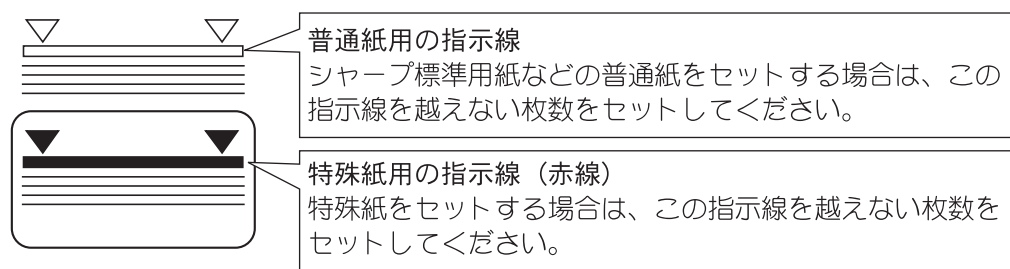 普通紙用の指示線
シャープ標準用紙などの普通紙をセットする場合は、この
指示線を越えない枚数をセットしてください。
特殊紙用の指示線（赤線）
特殊紙をセットする場合は、この指示線を越えない枚数を
セットしてください。